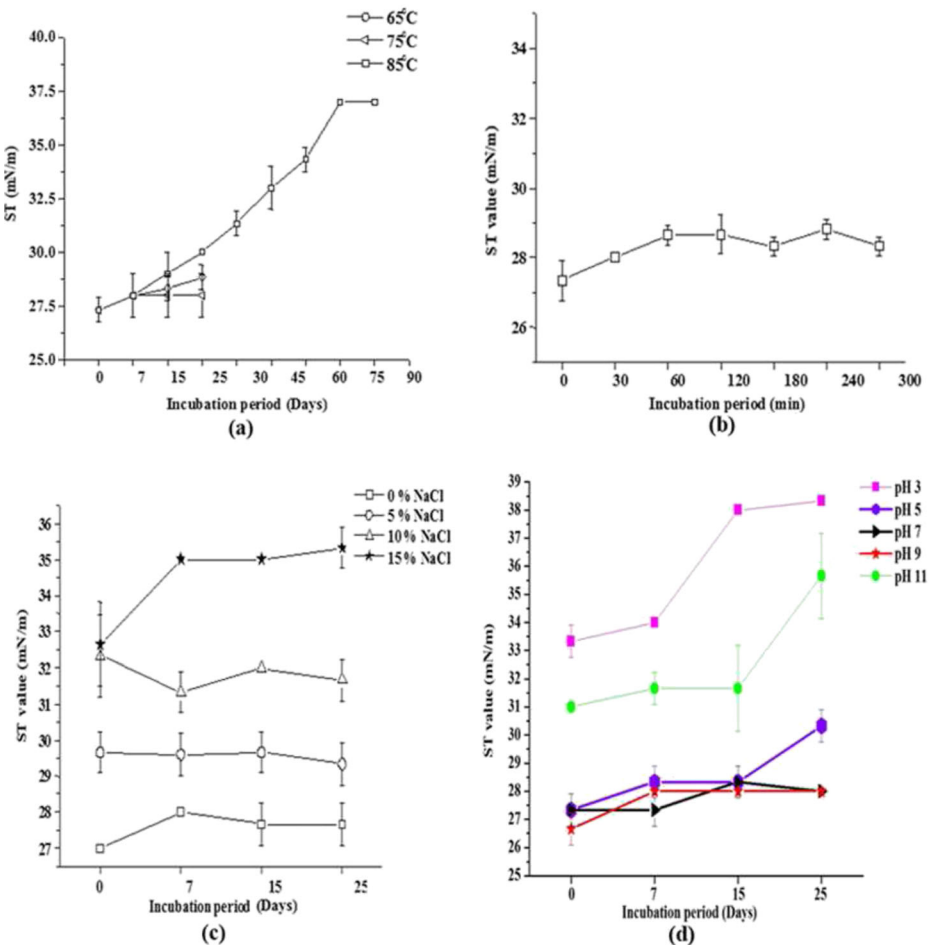 65°C
75°C
85°C
40.0
37.5
35.0
32.5
30.0
27.5
25.0
ST (mN/m)
0 7 15 25 30 45 60 75 90
Incubation period (Days)
(a)
34
32
30
28
26
ST value (mN/m)
0 30 60 120 180 240 300
Incubation period (min)
(b)
0 % NaCl
5 % NaCl
10 % NaCl
15% NaCl
36
35
34
33
32
31
30
29
28
27
ST value (mN/m)
0 7 15 25
Incubation period (Days)
(c)
pH 3
pH 5
pH 7
pH 9
pH 11
39
38
37
36
35
34
33
32
31
30
29
28
27
26
25
ST value (mN/m)
0 7 15 25
Incubation period (Days)
(d)